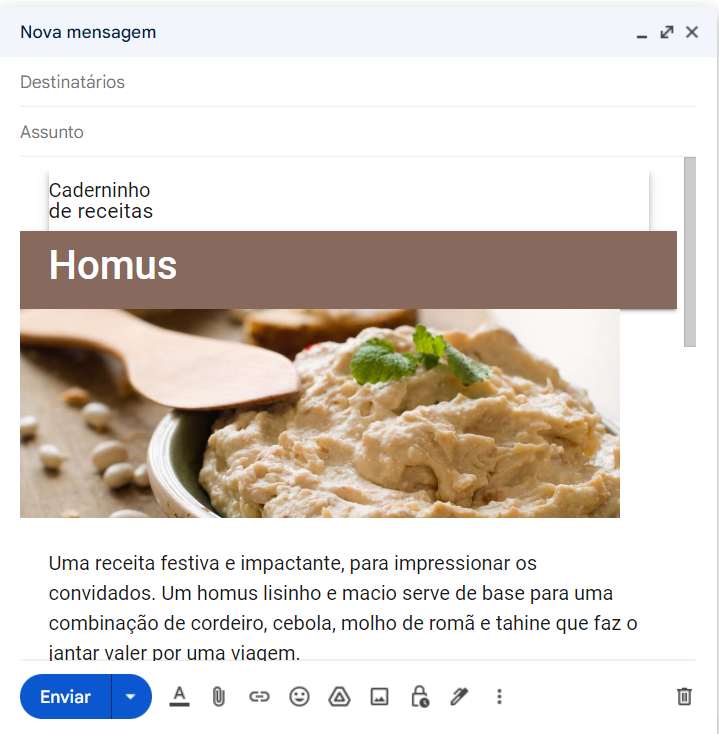 Nova mensagem
Destinatários
Assunto
Caderninho
de receitas
Homus
Uma receita festiva e impactante, para impressionar os
convidados. Um homus lisinho e macio serve de base para uma
combinação de cordeiro, cebola, molho de romã e tahine que faz o
jantar valer por uma viagem.
Enviar